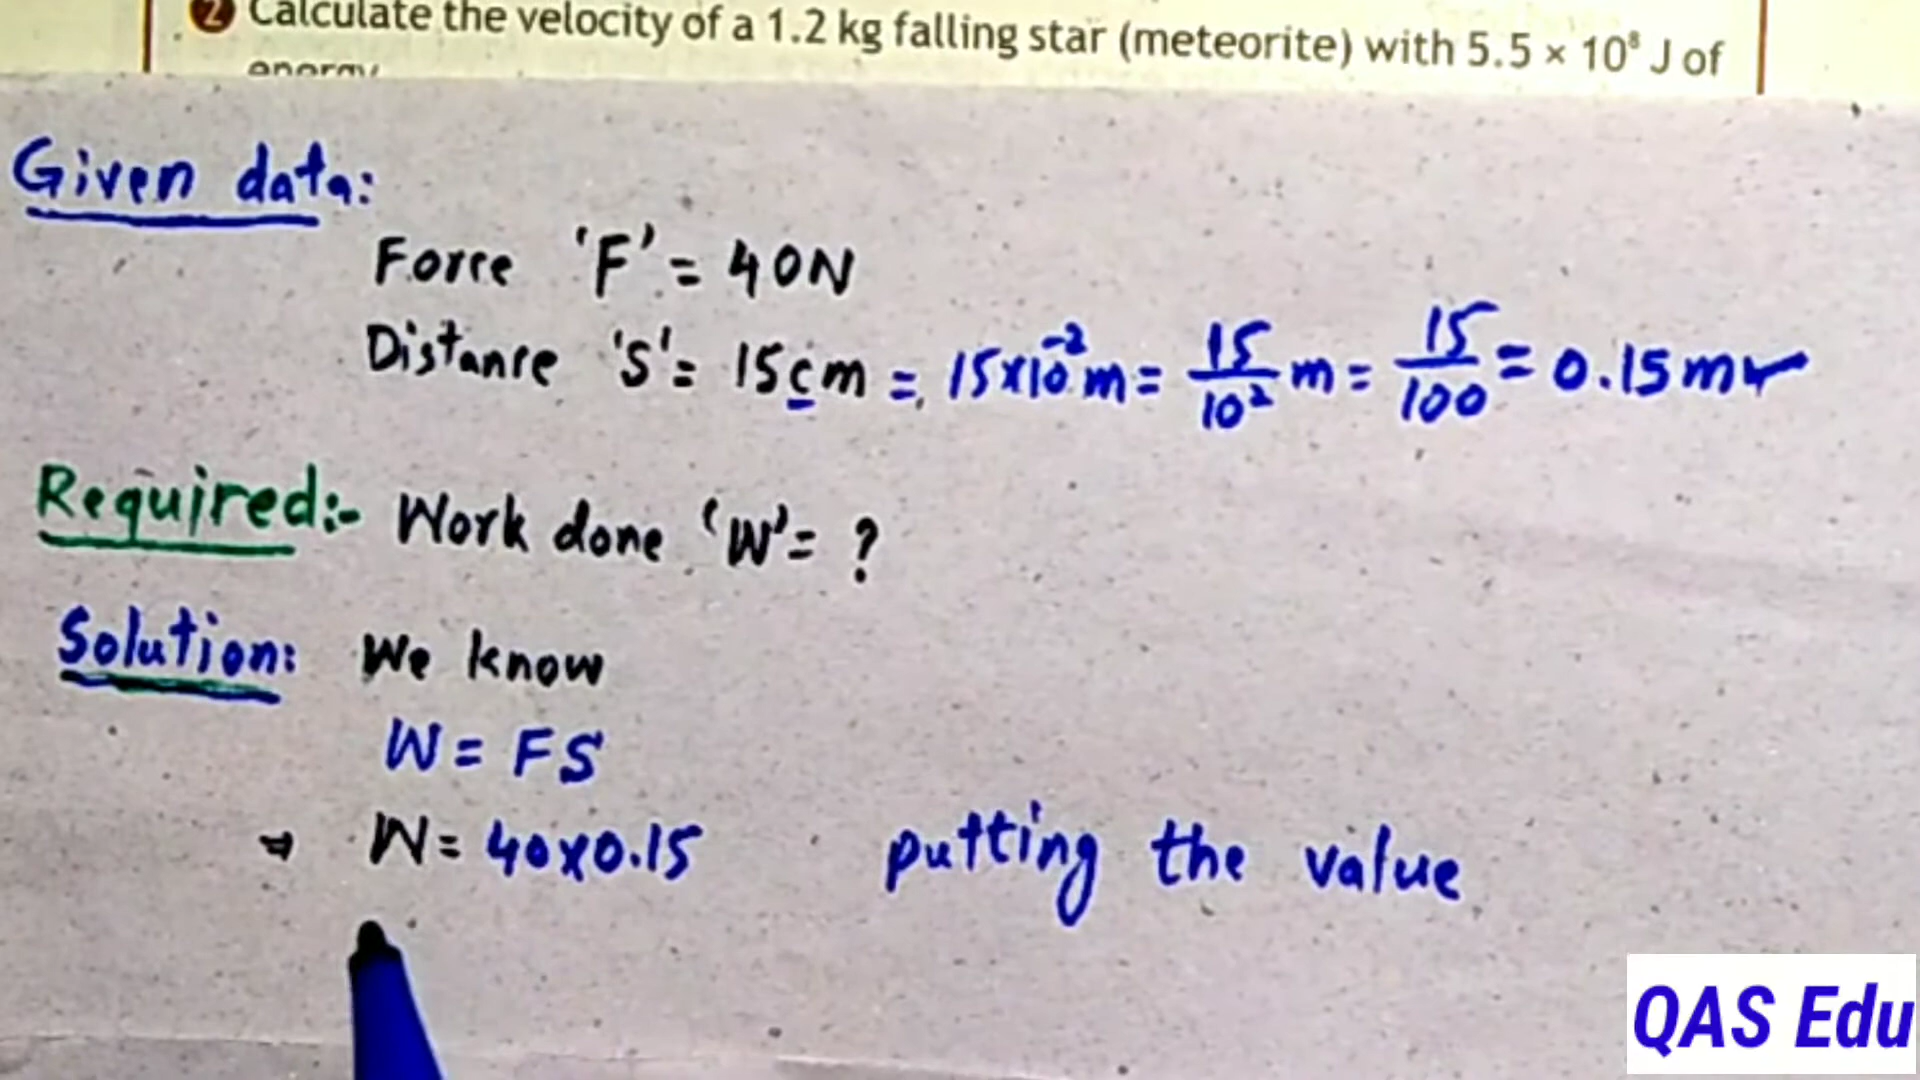 2 Calculate the velocity of a 1.2 kg falling star (meteorite) with 5.5 × 10⁸ J of
energy
Given data:
Force 'F' = 40N
Distance 'S' = 15cm = 15×10⁻²m = 15/10² m = 15/100 = 0.15m
Required:- Work done 'W' = ?
Solution: We know
W = FS
⇒ W = 40×0.15 putting the value
QAS Edu